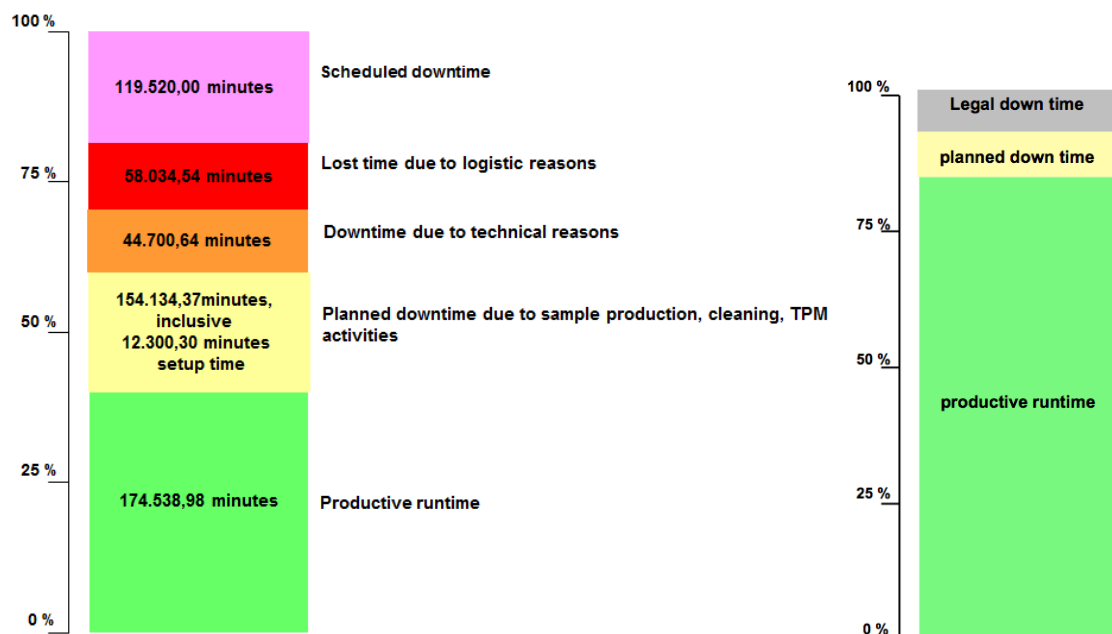 100 %
119.520,00 minutes
Scheduled downtime
75 %
58.034,54 minutes
Lost time due to logistic reasons
44.700,64 minutes
Downtime due to technical reasons
50 %
154.134,37minutes,
inclusive
12.300,30 minutes
setup time
Planned downtime due to sample production, cleaning, TPM
activities
25 %
174.538,98 minutes
Productive runtime
0 %
100 %
Legal down time
planned down time
75 %
50 %
productive runtime
25 %
0 %